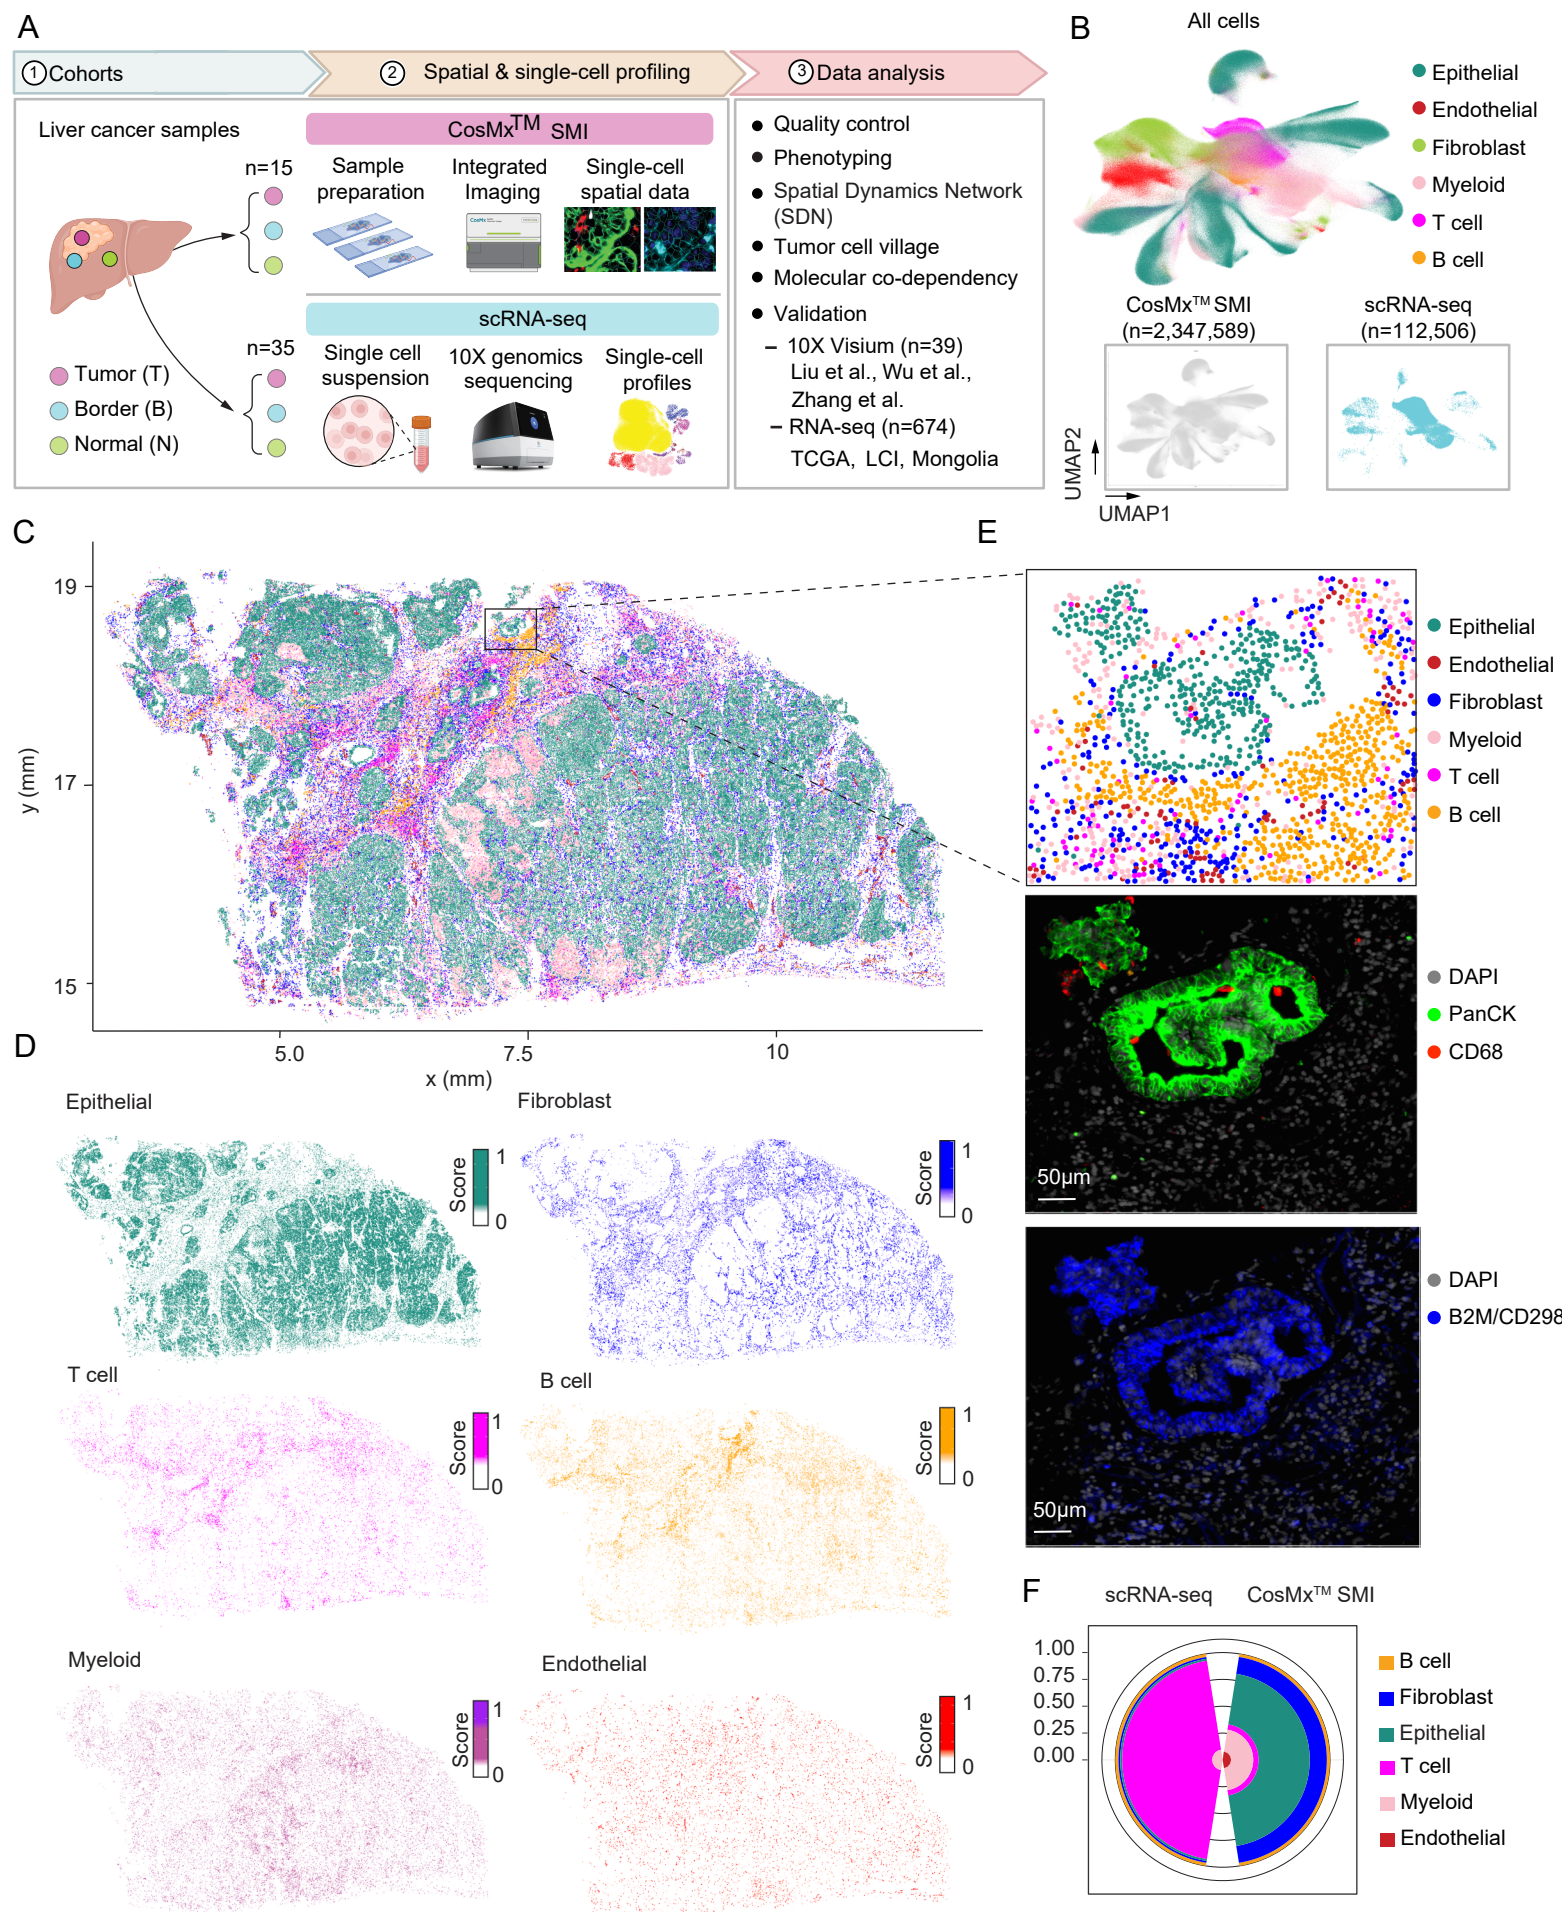 A
1 Cohorts
2 Spatial & single-cell profiling
3 Data analysis
Liver cancer samples
n=15
n=35
Tumor (T)
Border (B)
Normal (N)
CosMx™ SMI
Sample
preparation
Integrated
Imaging
Single-cell
spatial data
CosMx
scRNA-seq
Single cell
suspension
10X genomics
sequencing
Single-cell
profiles
● Quality control
● Phenotyping
● Spatial Dynamics Network
(SDN)
● Tumor cell village
● Molecular co-dependency
● Validation
– 10X Visium (n=39)
Liu et al., Wu et al.,
Zhang et al.
– RNA-seq (n=674)
TCGA, LCI, Mongolia
B
All cells
Epithelial
Endothelial
Fibroblast
Myeloid
T cell
B cell
CosMx™ SMI
(n=2,347,589)
scRNA-seq
(n=112,506)
UMAP2
UMAP1
C
19
17
15
y (mm)
5.0
7.5
10
x (mm)
D
Epithelial
Score
1
0
Fibroblast
Score
1
0
T cell
Score
1
0
B cell
Score
1
0
Myeloid
Score
1
0
Endothelial
Score
1
0
E
Epithelial
Endothelial
Fibroblast
Myeloid
T cell
B cell
DAPI
PanCK
CD68
50μm
DAPI
B2M/CD298
50μm
F
scRNA-seq
CosMx™ SMI
1.00
0.75
0.50
0.25
0.00
B cell
Fibroblast
Epithelial
T cell
Myeloid
Endothelial